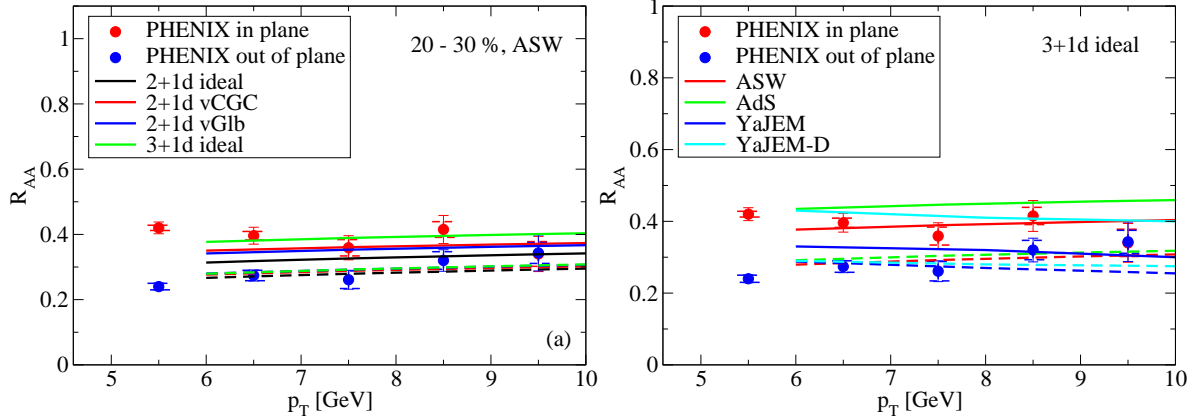 1
0.8
0.6
0.4
0.2
0
R_AA
5 6 7 8 9 10
p_T [GeV]
PHENIX in plane
PHENIX out of plane
2+1d ideal
2+1d vCGC
2+1d vGlb
3+1d ideal
20 - 30 %, ASW
(a)
1
0.8
0.6
0.4
0.2
0
R_AA
5 6 7 8 9 10
p_T [GeV]
PHENIX in plane
PHENIX out of plane
ASW
AdS
YaJEM
YaJEM-D
3+1d ideal